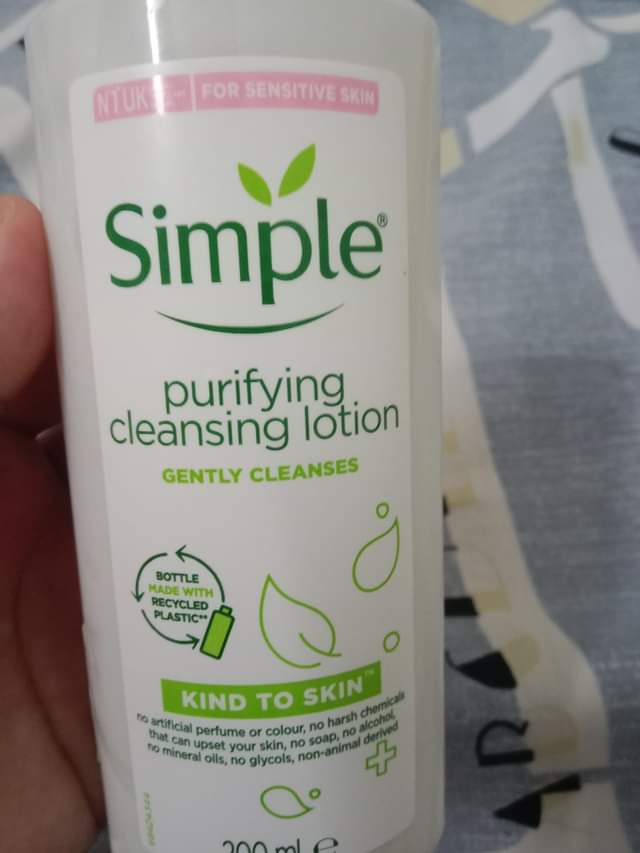 FOR SENSITIVE SKIN
Simple®
purifying
cleansing lotion
GENTLY CLEANSES
BOTTLE
MADE WITH
RECYCLED
PLASTIC**
KIND TO SKIN™
no artificial perfume or colour, no harsh chemicals
that can upset your skin, no soap, no alcohol,
no mineral oils, no glycols, non-animal derived
200 ml ℮